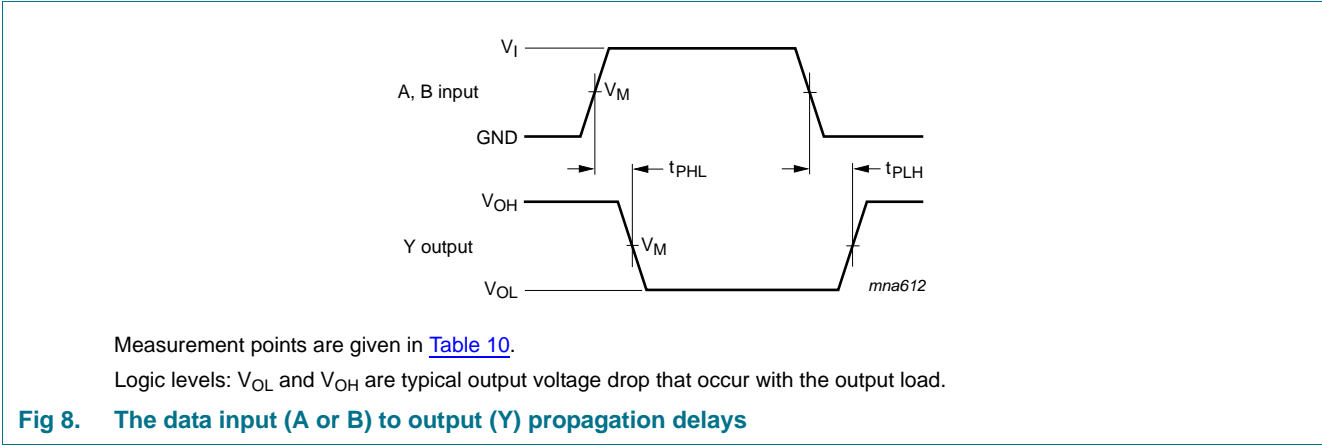 VI
A, B input
VM
GND
tPHL
tPLH
VOH
Y output
VM
VOL
mna612
Measurement points are given in Table 10.
Logic levels: VOL and VOH are typical output voltage drop that occur with the output load.
Fig 8. The data input (A or B) to output (Y) propagation delays